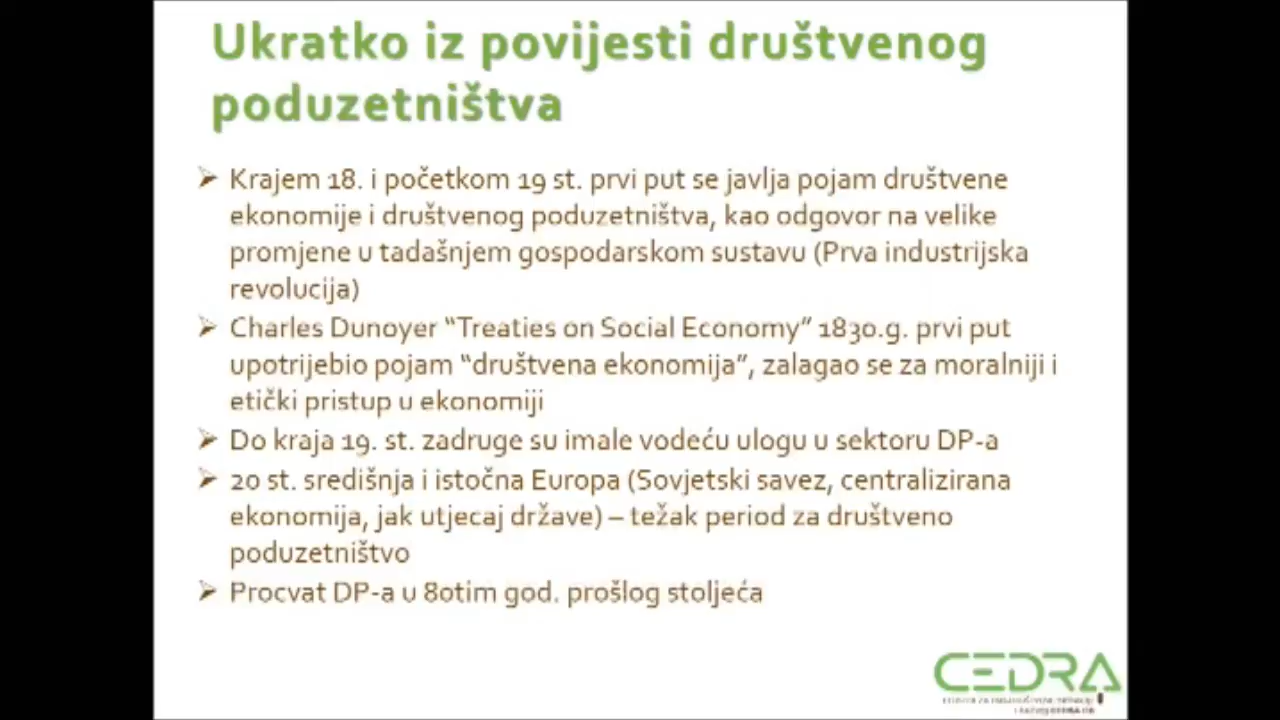 Ukratko iz povijesti društvenog
poduzetništva
Krajem 18. i početkom 19 st. prvi put se javlja pojam društvene
ekonomije i društvenog poduzetništva, kao odgovor na velike
promjene u tadašnjem gospodarskom sustavu (Prva industrijska
revolucija)
Charles Dunoyer “Treaties on Social Economy” 1830.g. prvi put
upotrijebio pojam “društvena ekonomija”, zalagao se za moralniji i
etički pristup u ekonomiji
Do kraja 19. st. zadruge su imale vodeću ulogu u sektoru DP-a
20 st. središnja i istočna Europa (Sovjetski savez, centralizirana
ekonomija, jak utjecaj države) – težak period za društveno
poduzetništvo
Procvat DP-a u 80tim god. prošlog stoljeća
CEDRA